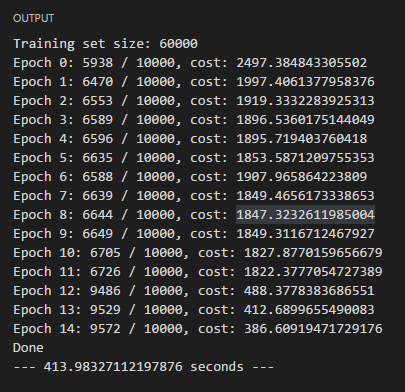 OUTPUT
Training set size: 60000
Epoch 0: 5938 / 10000, cost: 2497.384843305502
Epoch 1: 6470 / 10000, cost: 1997.4061377958376
Epoch 2: 6553 / 10000, cost: 1919.3332283925313
Epoch 3: 6589 / 10000, cost: 1896.5360175144049
Epoch 4: 6596 / 10000, cost: 1895.719403760418
Epoch 5: 6635 / 10000, cost: 1853.5871209755353
Epoch 6: 6588 / 10000, cost: 1907.965864223809
Epoch 7: 6639 / 10000, cost: 1849.4656173338653
Epoch 8: 6644 / 10000, cost: 1847.3232611985004
Epoch 9: 6649 / 10000, cost: 1849.3116712467927
Epoch 10: 6705 / 10000, cost: 1827.8770159656679
Epoch 11: 6726 / 10000, cost: 1822.3777054727389
Epoch 12: 9486 / 10000, cost: 488.3778383686551
Epoch 13: 9529 / 10000, cost: 412.6899655490083
Epoch 14: 9572 / 10000, cost: 386.60919471729176
Done
--- 413.98327112197876 seconds ---